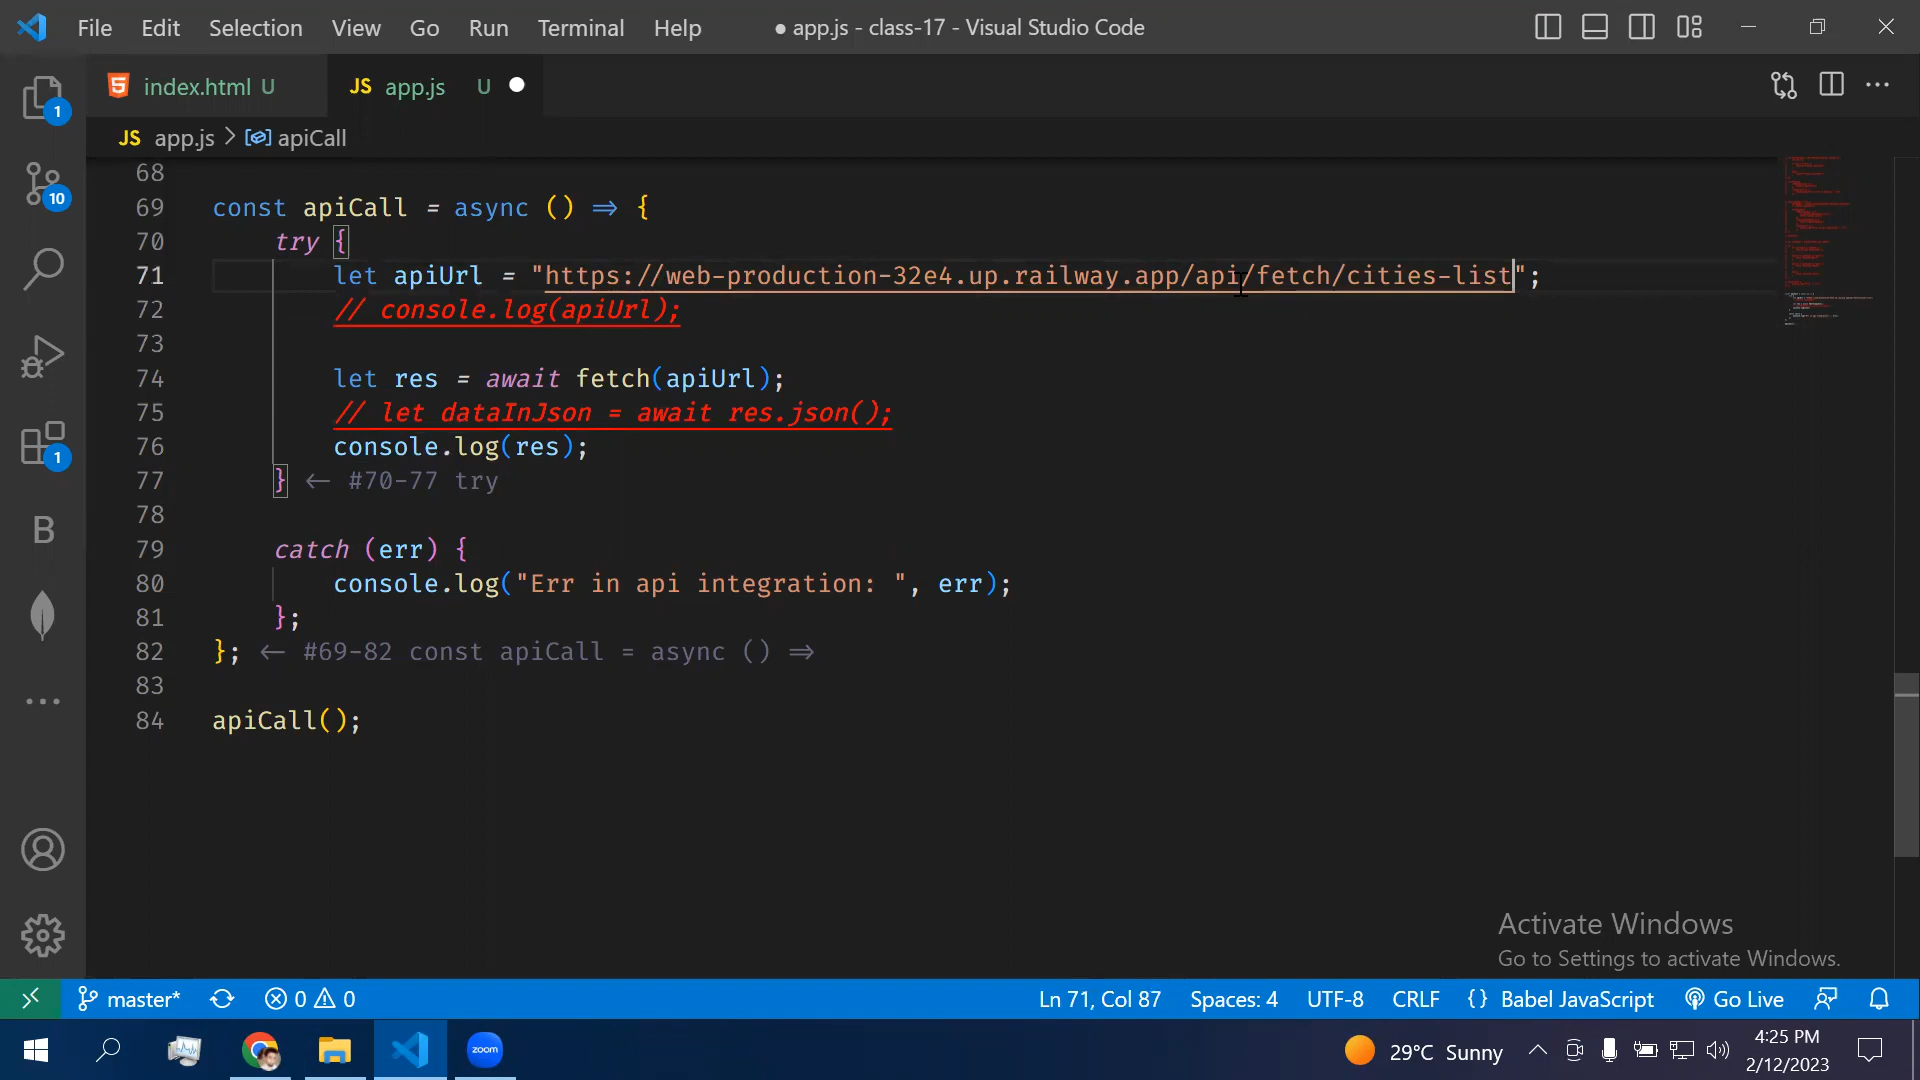 File Edit Selection View Go Run Terminal Help ● app.js - class-17 - Visual Studio Code
index.html U JS app.js U
JS app.js > apiCall
1
10
1
B
68
69 const apiCall = async () => {
70 try {
71 let apiUrl = "https://web-production-32e4.up.railway.app/api/fetch/cities-list";
72 // console.log(apiUrl);
73
74 let res = await fetch(apiUrl);
75 // let dataInJson = await res.json();
76 console.log(res);
77 } <- #70-77 try
78
79 catch (err) {
80 console.log("Err in api integration: ", err);
81 };
82 }; <- #69-82 const apiCall = async () =>
83
84 apiCall();
Activate Windows
Go to Settings to activate Windows.
master* 0 0 Ln 71, Col 87 Spaces: 4 UTF-8 CRLF {} Babel JavaScript Go Live
zoom 29°C Sunny 4:25 PM
2/12/2023